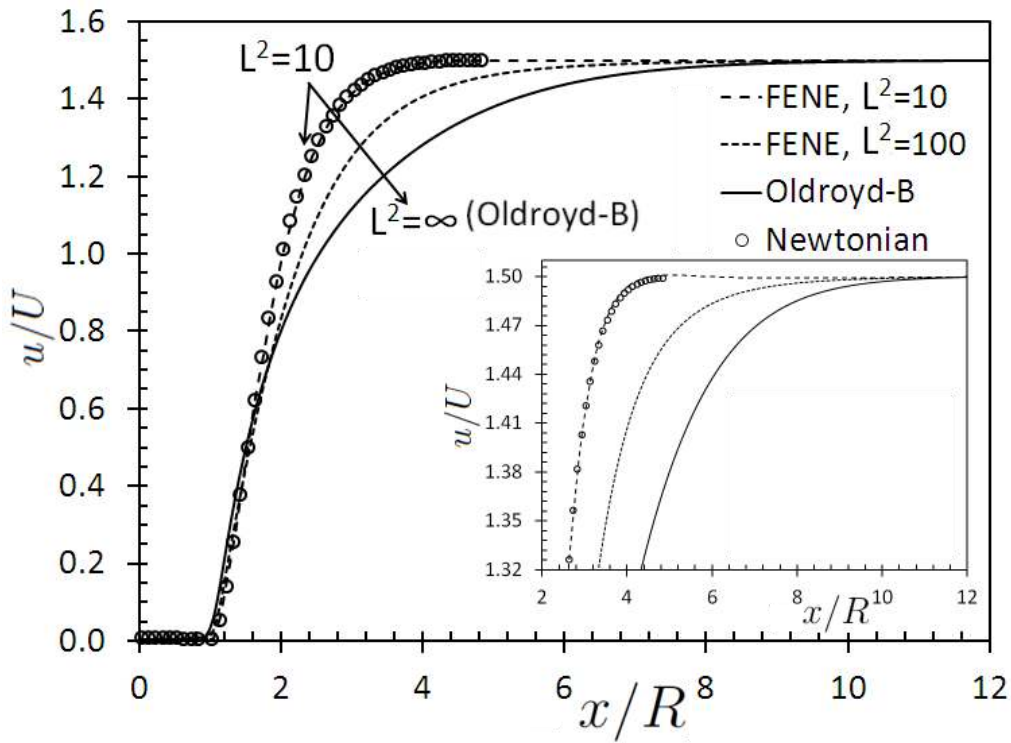 1.6
1.4
1.2
1.0
0.8
0.6
0.4
0.2
0.0
u/U
L²=10
L²=∞ (Oldroyd-B)
FENE, L²=10
FENE, L²=100
Oldroyd-B
Newtonian
1.50
1.47
1.44
1.41
1.38
1.35
1.32
u/U
2 4 6 8 10 12
x/R
0 2 4 6 8 10 12
x/R